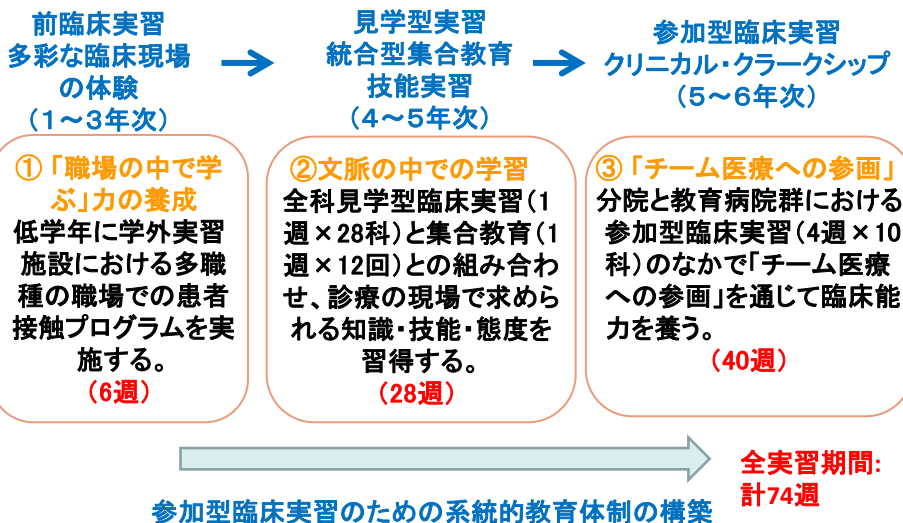 前臨床実習
多彩な臨床現場
の体験
（１～３年次）
見学型実習
統合型集合教育
技能実習
（４～５年次）
参加型臨床実習
クリニカル・クラークシップ
（５～６年次）
①「職場の中で学
ぶ」力の養成
低学年に学外実習
施設における多職
種の職場での患者
接触プログラムを実
施する。
（6週）
②文脈の中での学習
全科見学型臨床実習（１
週×28科）と集合教育（１
週×12回）との組み合わ
せ、診療の現場で求めら
れる知識・技能・態度を
習得する。
（28週）
③「チーム医療への参画」
分院と教育病院群における
参加型臨床実習（4週×10
科）のなかで「チーム医療
への参画」を通じて臨床能
力を養う。
（40週）
全実習期間:
計74週
参加型臨床実習のための系統的教育体制の構築